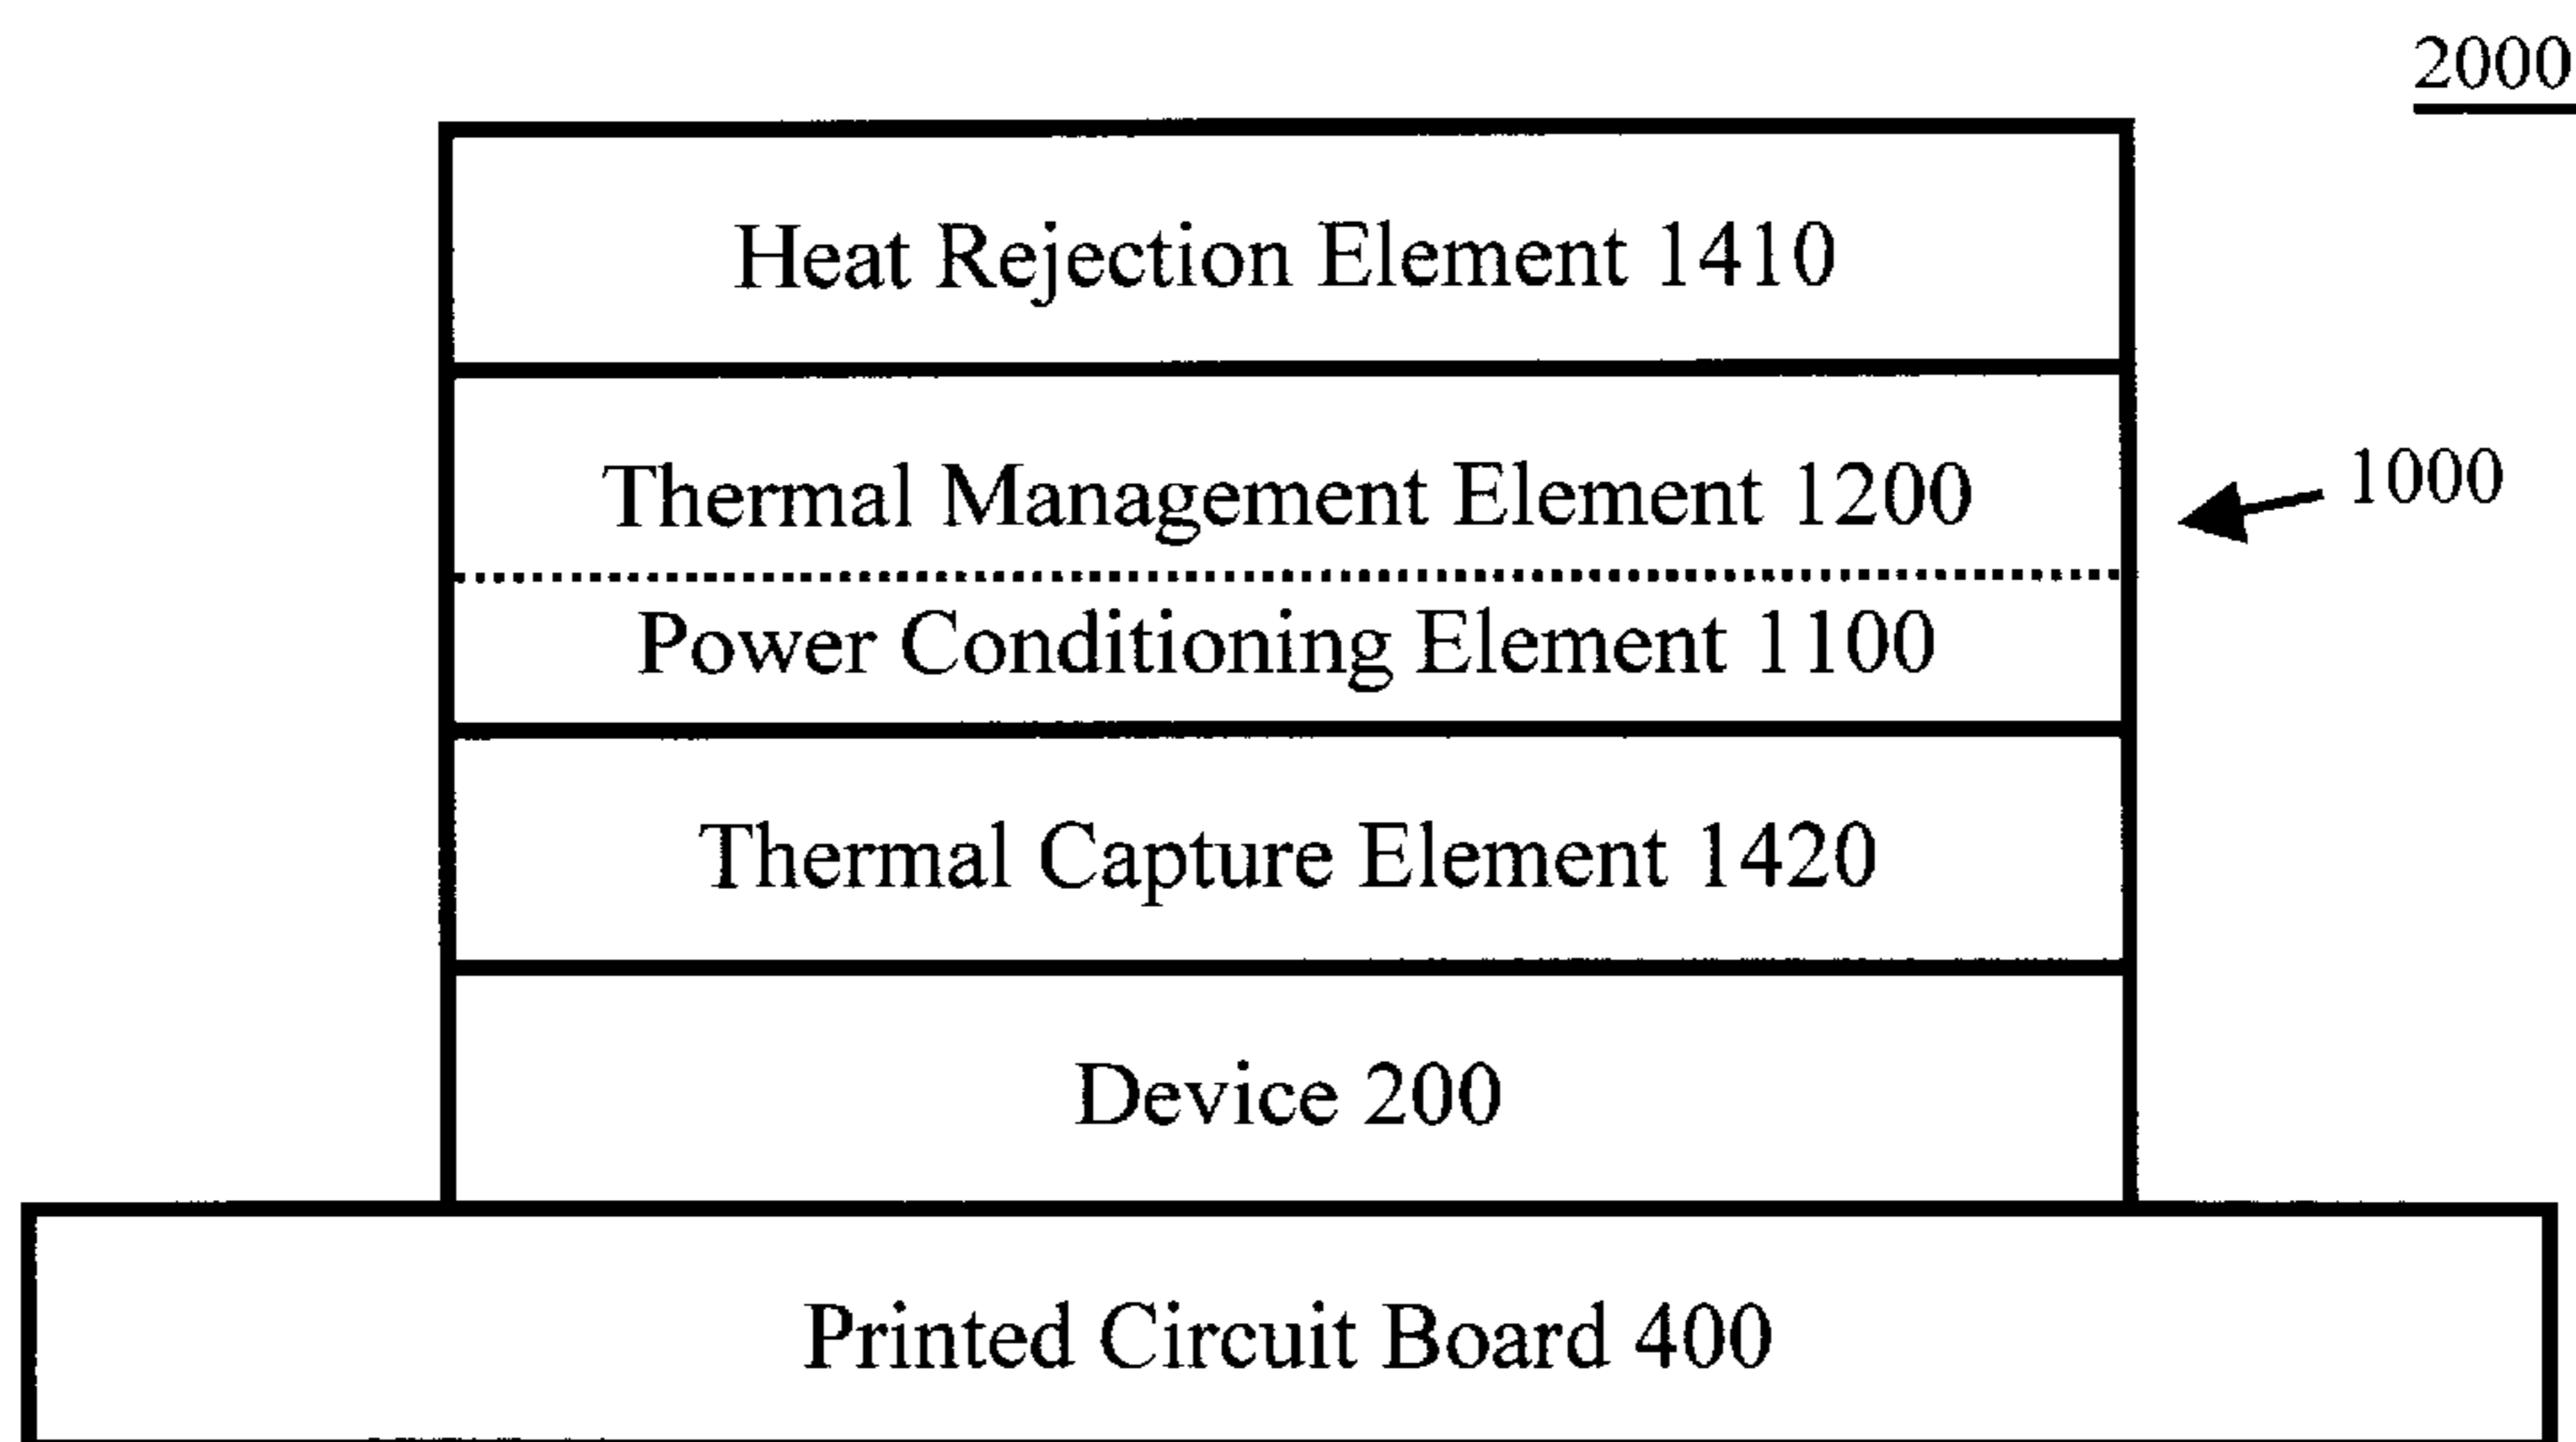 2000
Heat Rejection Element 1410
Thermal Management Element 1200
1000
Power Conditioning Element 1100
Thermal Capture Element 1420
Device 200
Printed Circuit Board 400